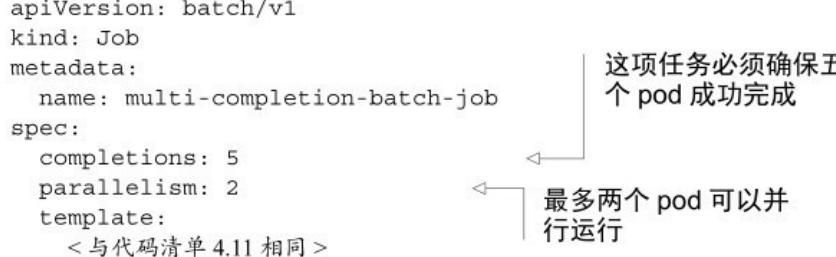 apiVersion: batch/v1
kind: Job
metadata:
  name: multi-completion-batch-job
spec:
  completions: 5
  parallelism: 2
  template:
    <与代码清单 4.11 相同>
这项任务必须确保五
个 pod 成功完成
最多两个 pod 可以并
行运行